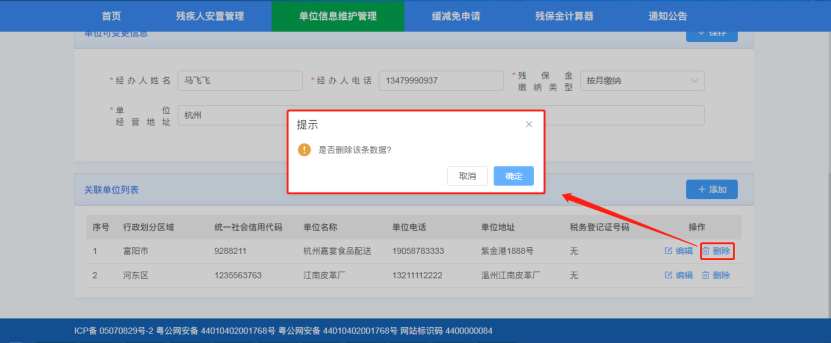 首页 残疾人安置管理 单位信息维护管理 缓减免申请 残保金计算器 通知公告
单位可变更信息 保存
*经办人姓名 马飞飞 *经办人电话 13479990937 *残保金缴纳类型 按月缴纳
*单位经营地址 杭州
提示
是否删除该条数据?
取消 确定
关联单位列表 + 添加
序号 行政划分区域 统一社会信用代码 单位名称 单位电话 单位地址 税务登记证号码 操作
1 富阳市 9288211 杭州嘉宴食品配送 19058783333 紫金港1888号 无 编辑 删除
2 河东区 1235563763 江南皮革厂 13211112222 温州江南皮革厂 无 编辑 删除
ICP备 05070829号-2 粤公网安备 44010402001768号 粤公网安备 44010402001768号 网站标识码 4400000084